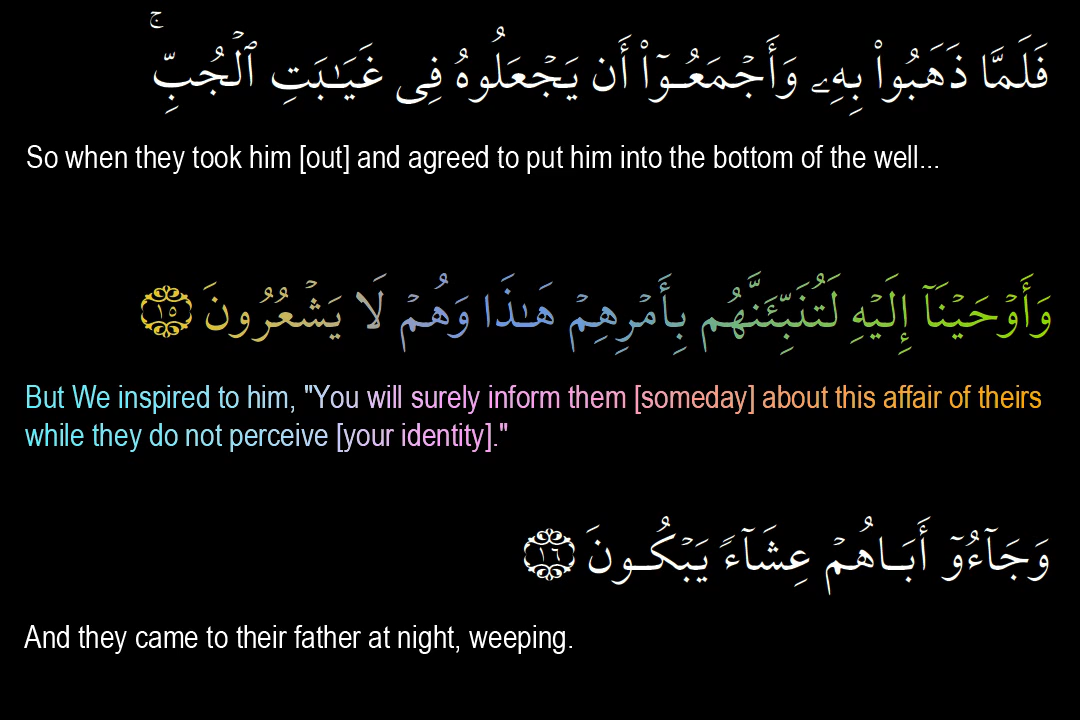 فَلَمَّا ذَهَبُوا۟ بِهِۦ وَأَجْمَعُوٓا۟ أَن يَجْعَلُوهُ فِى غَيَـٰبَتِ ٱلْجُبِّ ۚ
So when they took him [out] and agreed to put him into the bottom of the well...
وَأَوْحَيْنَآ إِلَيْهِ لَتُنَبِّئَنَّهُم بِأَمْرِهِمْ هَـٰذَا وَهُمْ لَا يَشْعُرُونَ ١٥
But We inspired to him, "You will surely inform them [someday] about this affair of theirs
while they do not perceive [your identity]."
وَجَآءُوٓ أَبَاهُمْ عِشَآءً يَبْكُونَ ١٦
And they came to their father at night, weeping.